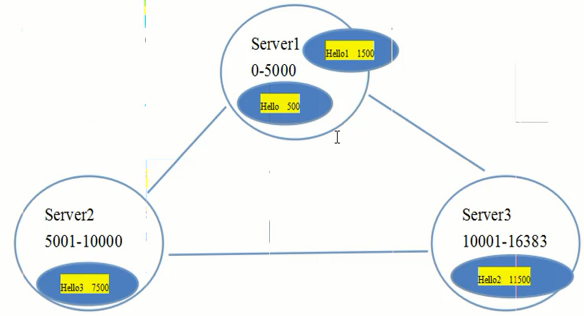 Server1
0-5000
Hello1 1500
Hello 500
Server2
5001-10000
Hello3 7500
Server3
10001-16383
Hello2 11500